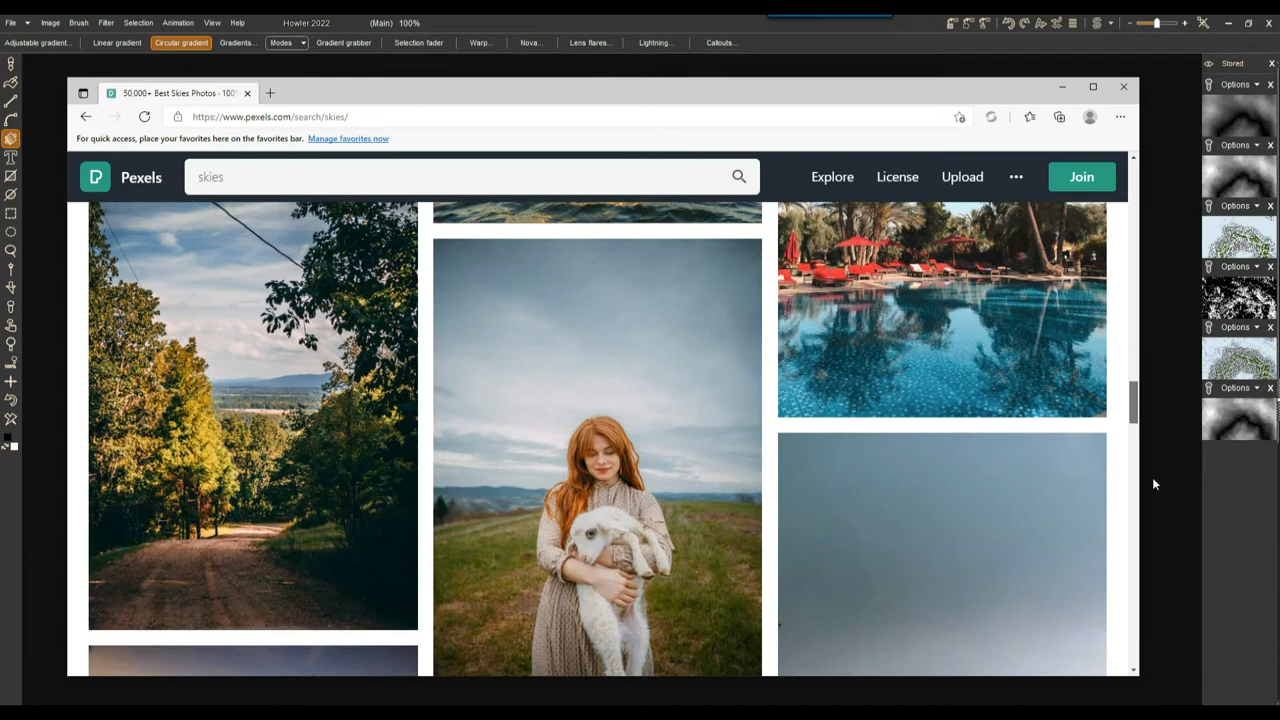 File Image Brush Filter Selection Animation View Help Howler 2022 (Main) 100%
Adjustable gradient... Linear gradient Circular gradient Gradients... Modes Gradient grabber Selection fader Warp... Nova... Lens flares... Lightning... Callouts...
Stored
Options
Options
Options
Options
Options
Options
50,000+ Best Skies Photos · 100%
https://www.pexels.com/search/skies/
For quick access, place your favorites here on the favorites bar. Manage favorites now
Pexels skies Explore License Upload Join